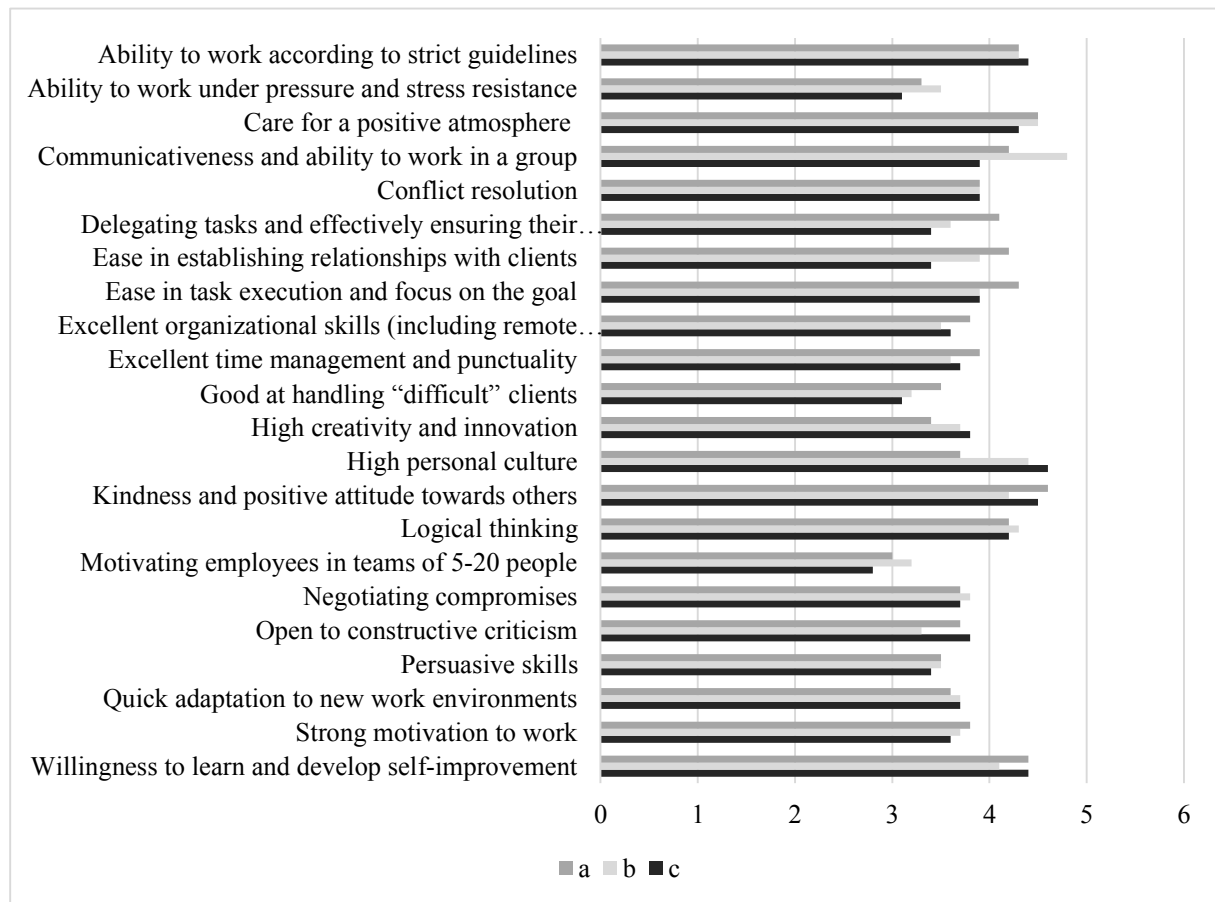 Ability to work according to strict guidelines
Ability to work under pressure and stress resistance
Care for a positive atmosphere
Communicativeness and ability to work in a group
Conflict resolution
Delegating tasks and effectively ensuring their…
Ease in establishing relationships with clients
Ease in task execution and focus on the goal
Excellent organizational skills (including remote…
Excellent time management and punctuality
Good at handling “difficult” clients
High creativity and innovation
High personal culture
Kindness and positive attitude towards others
Logical thinking
Motivating employees in teams of 5-20 people
Negotiating compromises
Open to constructive criticism
Persuasive skills
Quick adaptation to new work environments
Strong motivation to work
Willingness to learn and develop self-improvement
0 1 2 3 4 5 6
a b c